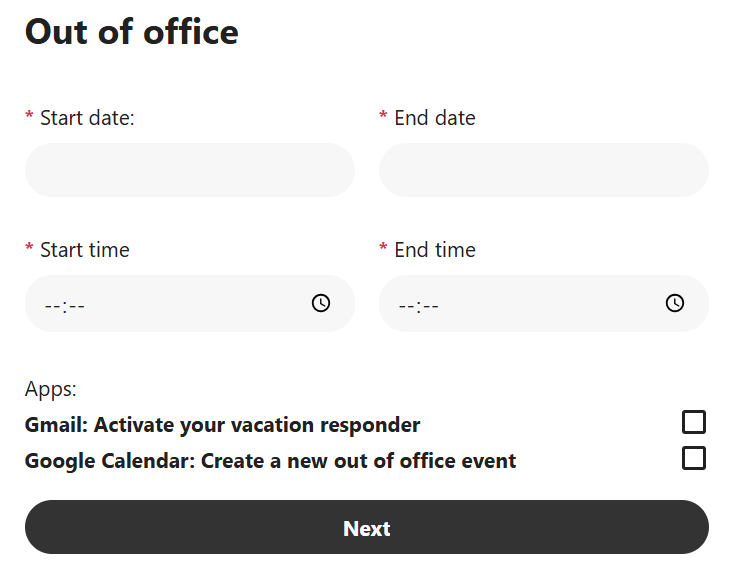 Out of office
* Start date:
* End date
* Start time
* End time
--:--
--:--
Apps:
Gmail: Activate your vacation responder
Google Calendar: Create a new out of office event
Next